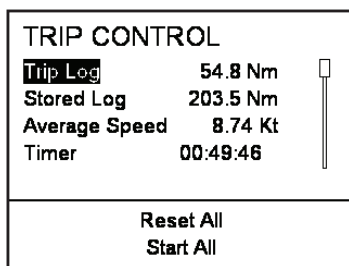 TRIP CONTROL
Trip Log 54.8 Nm
Stored Log 203.5 Nm
Average Speed 8.74 Kt
Timer 00:49:46
Reset All
Start All